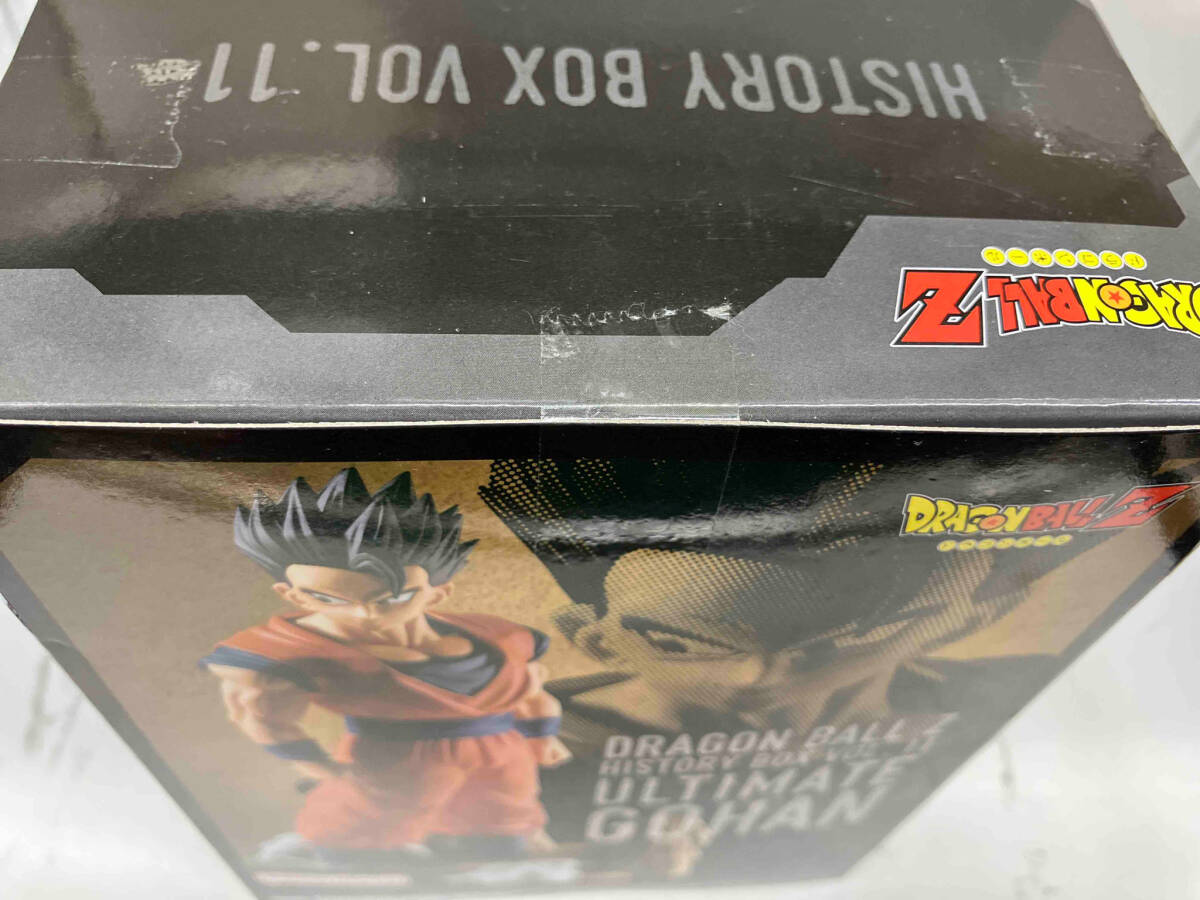 HISTORY BOX VOL.11
DRAGON BALL Z
DRAGON BALL Z
DRAGON BALL Z
HISTORY BOX VOL.11
ULTIMATE
GOHAN